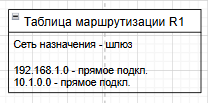 Таблица маршрутизации R1
Сеть назначения - шлюз
192.168.1.0 - прямое подкл.
10.1.0.0 - прямое подкл.